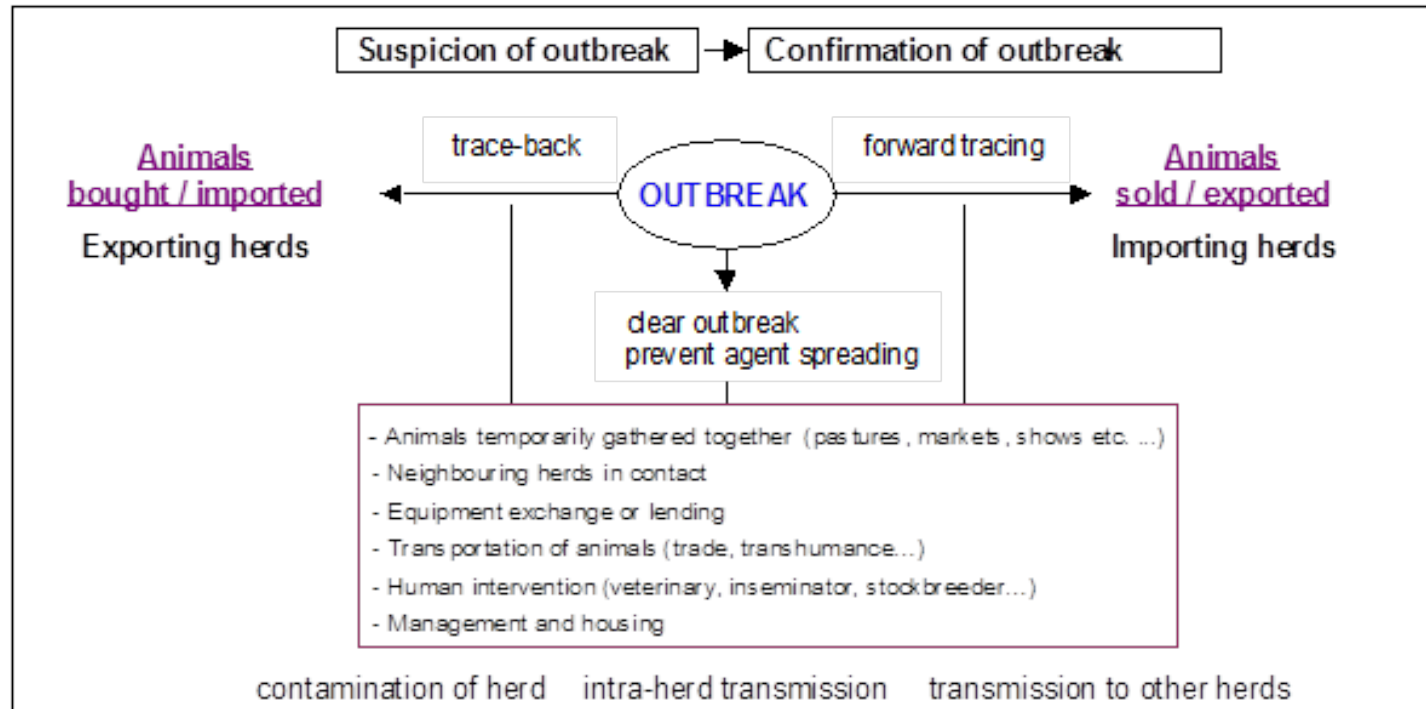 Suspicion of outbreak
Confirmation of outbreak
trace-back
forward tracing
Animals
bought / imported
Exporting herds
OUTBREAK
Animals
sold / exported
Importing herds
clear outbreak
prevent agent spreading
- Animals temporarily gathered together (pastures, markets, shows etc. ...)
- Neighbouring herds in contact
- Equipment exchange or lending
- Transportation of animals (trade, transhumance...)
- Human intervention (veterinary, inseminator, stockbreeder...)
- Management and housing
contamination of herd
intra-herd transmission
transmission to other herds